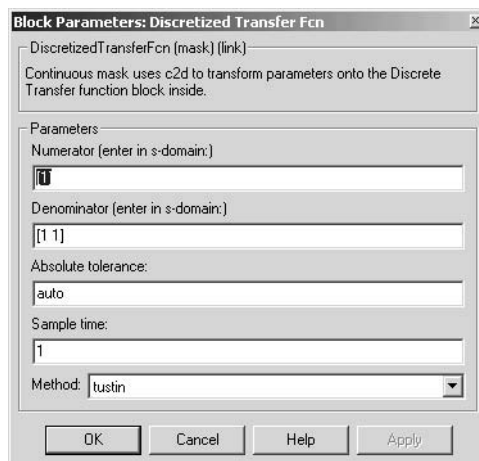 Block Parameters: Discretized Transfer Fcn
DiscretizedTransferFcn (mask) (link)
Continuous mask uses c2d to transform parameters onto the Discrete
Transfer function block inside.
Parameters
Numerator (enter in s-domain:)
[1]
Denominator (enter in s-domain:)
[1 1]
Absolute tolerance:
auto
Sample time:
1
Method: tustin
OK Cancel Help Apply